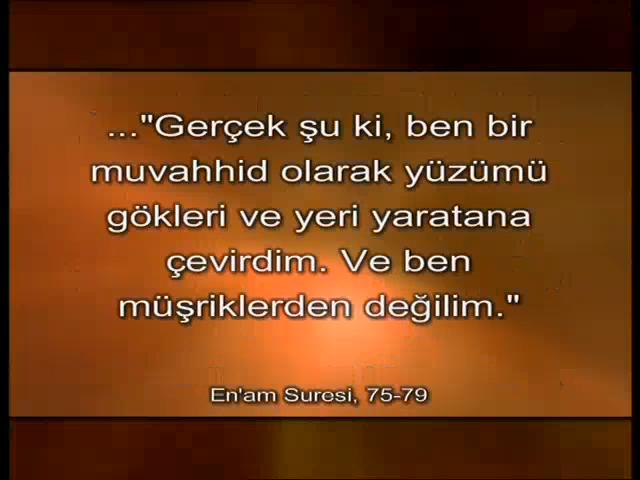 ..."Gerçek şu ki, ben bir
muvahhid olarak yüzümü
gökleri ve yeri yaratana
çevirdim. Ve ben
müşriklerden değilim."
En'am Suresi, 75-79